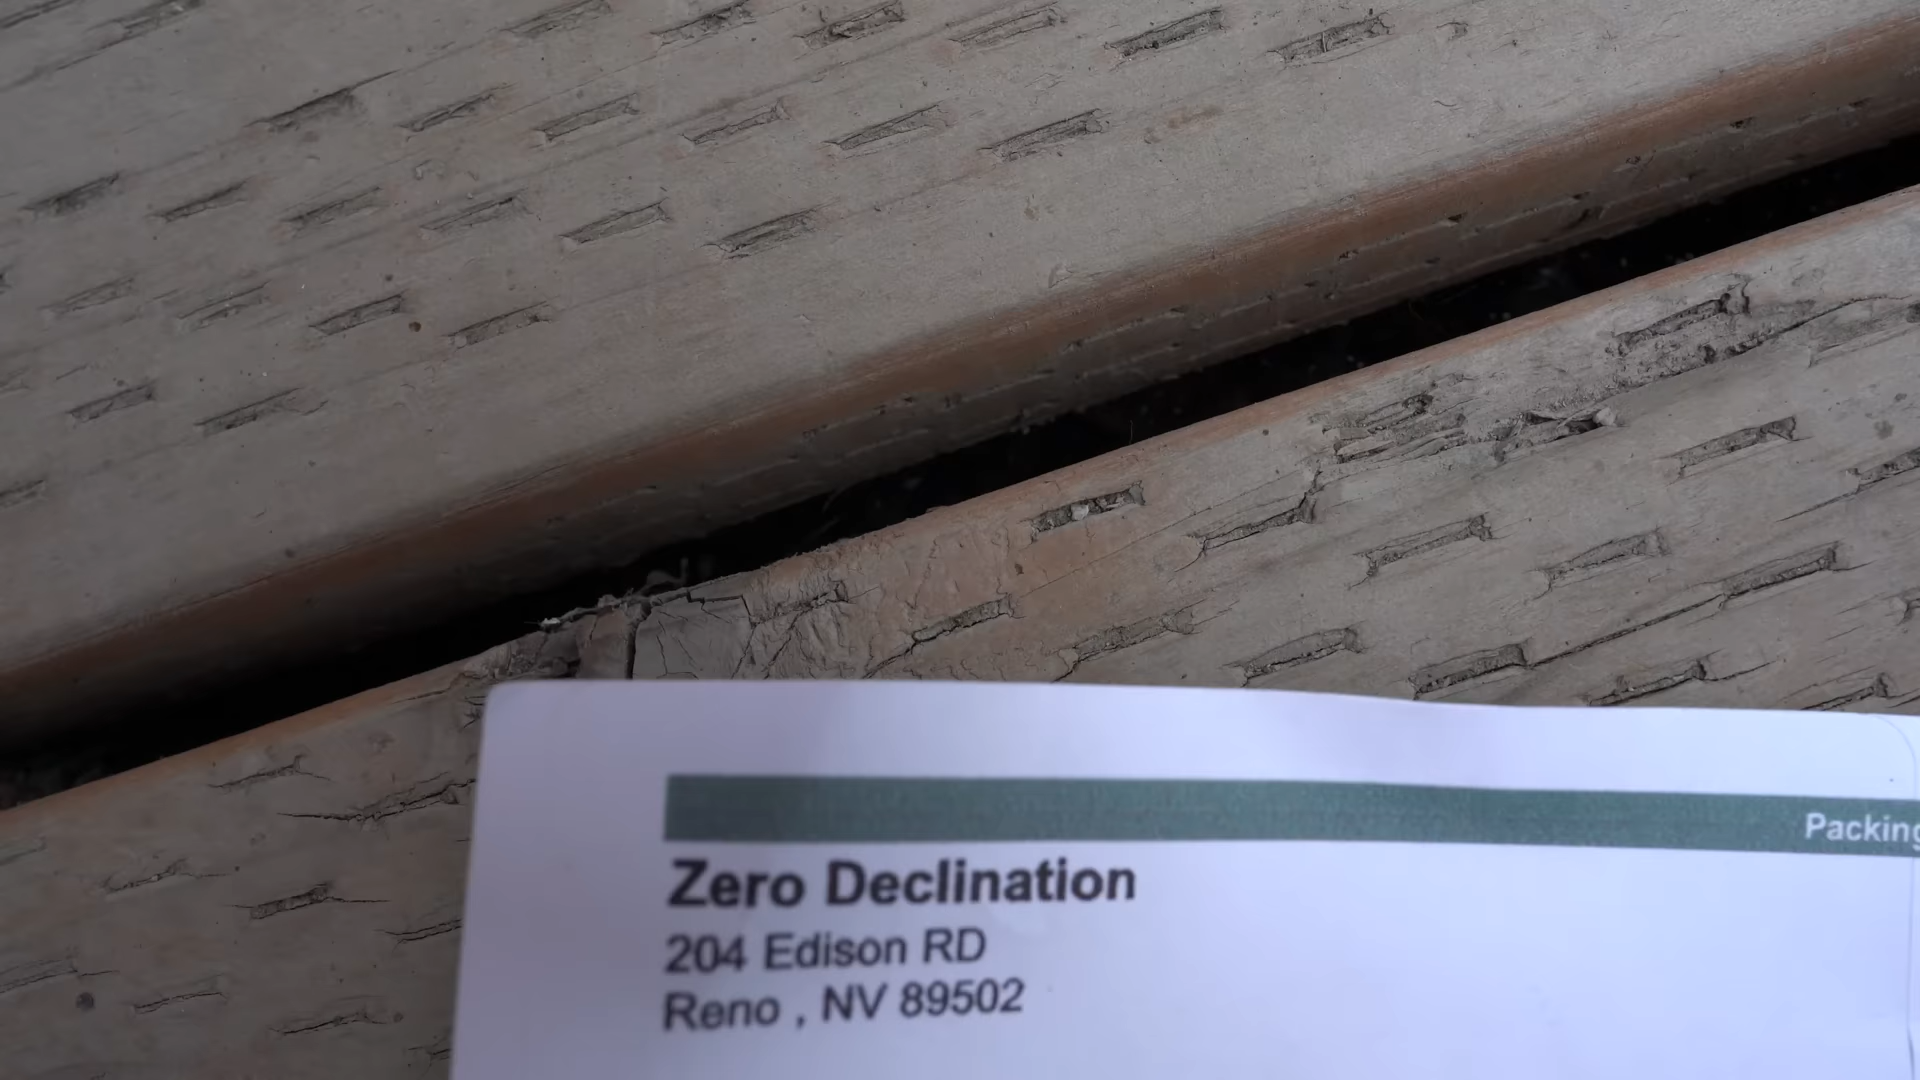 Packing
Zero Declination
204 Edison RD
Reno , NV 89502